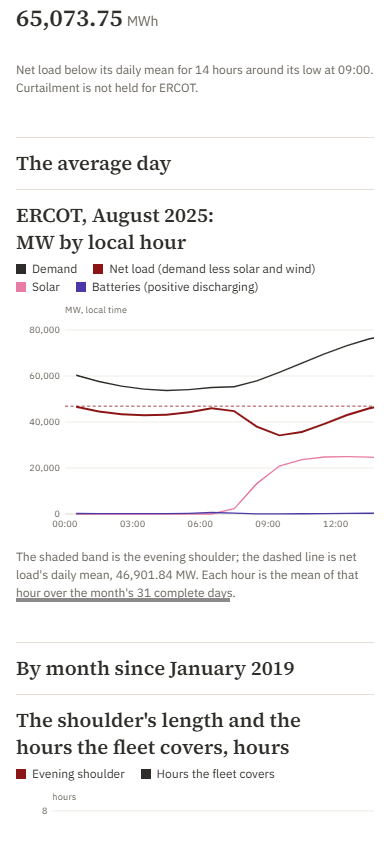 65,073.75 MWh
Net load below its daily mean for 14 hours around its low at 09:00.
Curtailment is not held for ERCOT.
The average day
ERCOT, August 2025:
MW by local hour
Demand Net load (demand less solar and wind)
Solar Batteries (positive discharging)
MW, local time
80,000
60,000
40,000
20,000
0
00:00 03:00 06:00 09:00 12:00
The shaded band is the evening shoulder; the dashed line is net
load's daily mean, 46,901.84 MW. Each hour is the mean of that
hour over the month's 31 complete days.
By month since January 2019
The shoulder's length and the
hours the fleet covers, hours
Evening shoulder Hours the fleet covers
hours
8